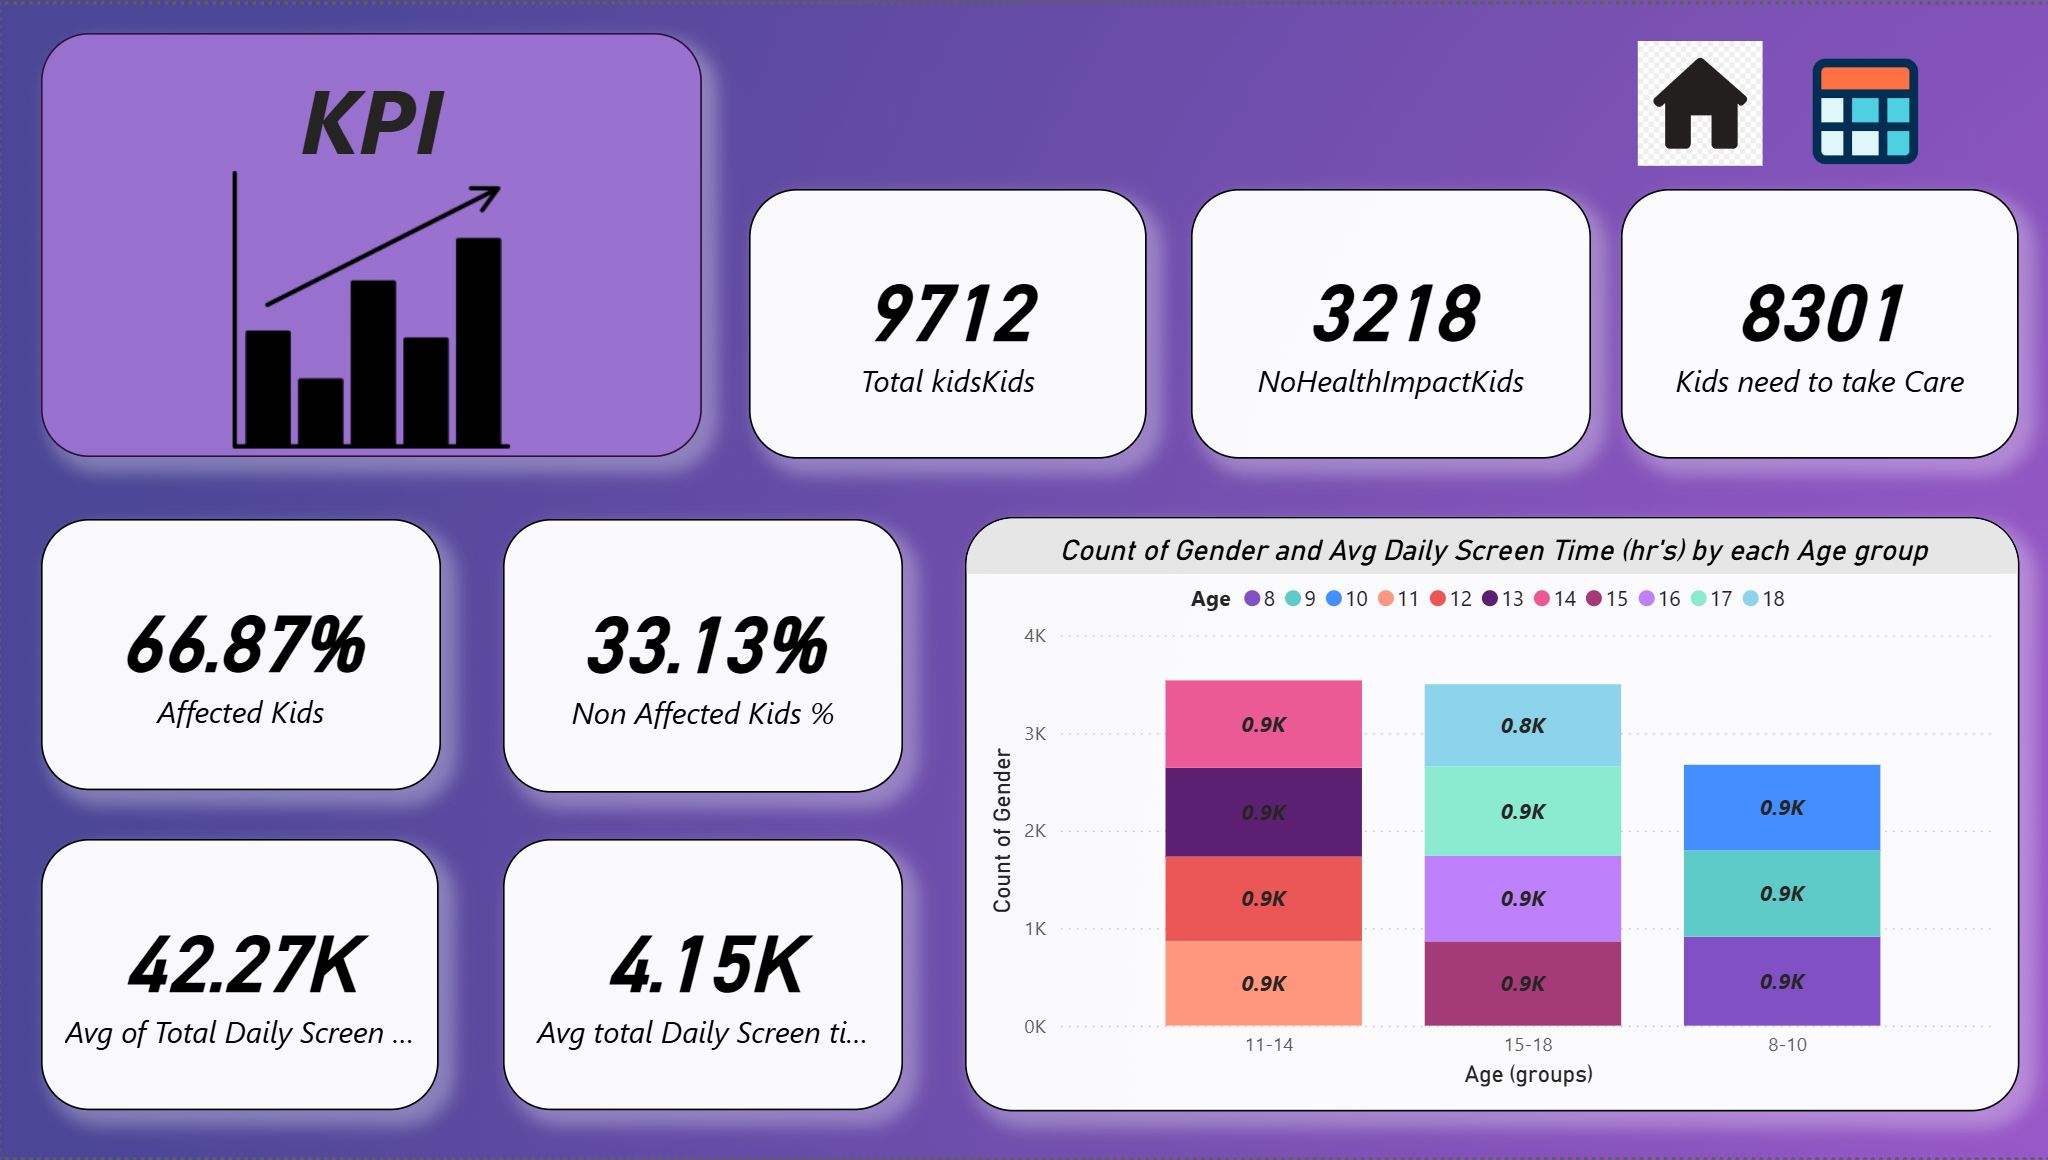 KPI
9712
Total kidsKids
3218
NoHealthImpactKids
8301
Kids need to take Care
66.87%
Affected Kids
33.13%
Non Affected Kids %
42.27K
Avg of Total Daily Screen ...
4.15K
Avg total Daily Screen ti...
Count of Gender and Avg Daily Screen Time (hr's) by each Age group
Age 8 9 10 11 12 13 14 15 16 17 18
Count of Gender
4K
3K
2K
1K
0K
0.9K
0.9K
0.9K
0.9K
0.8K
0.9K
0.9K
0.9K
0.9K
0.9K
0.9K
11-14 15-18 8-10
Age (groups)